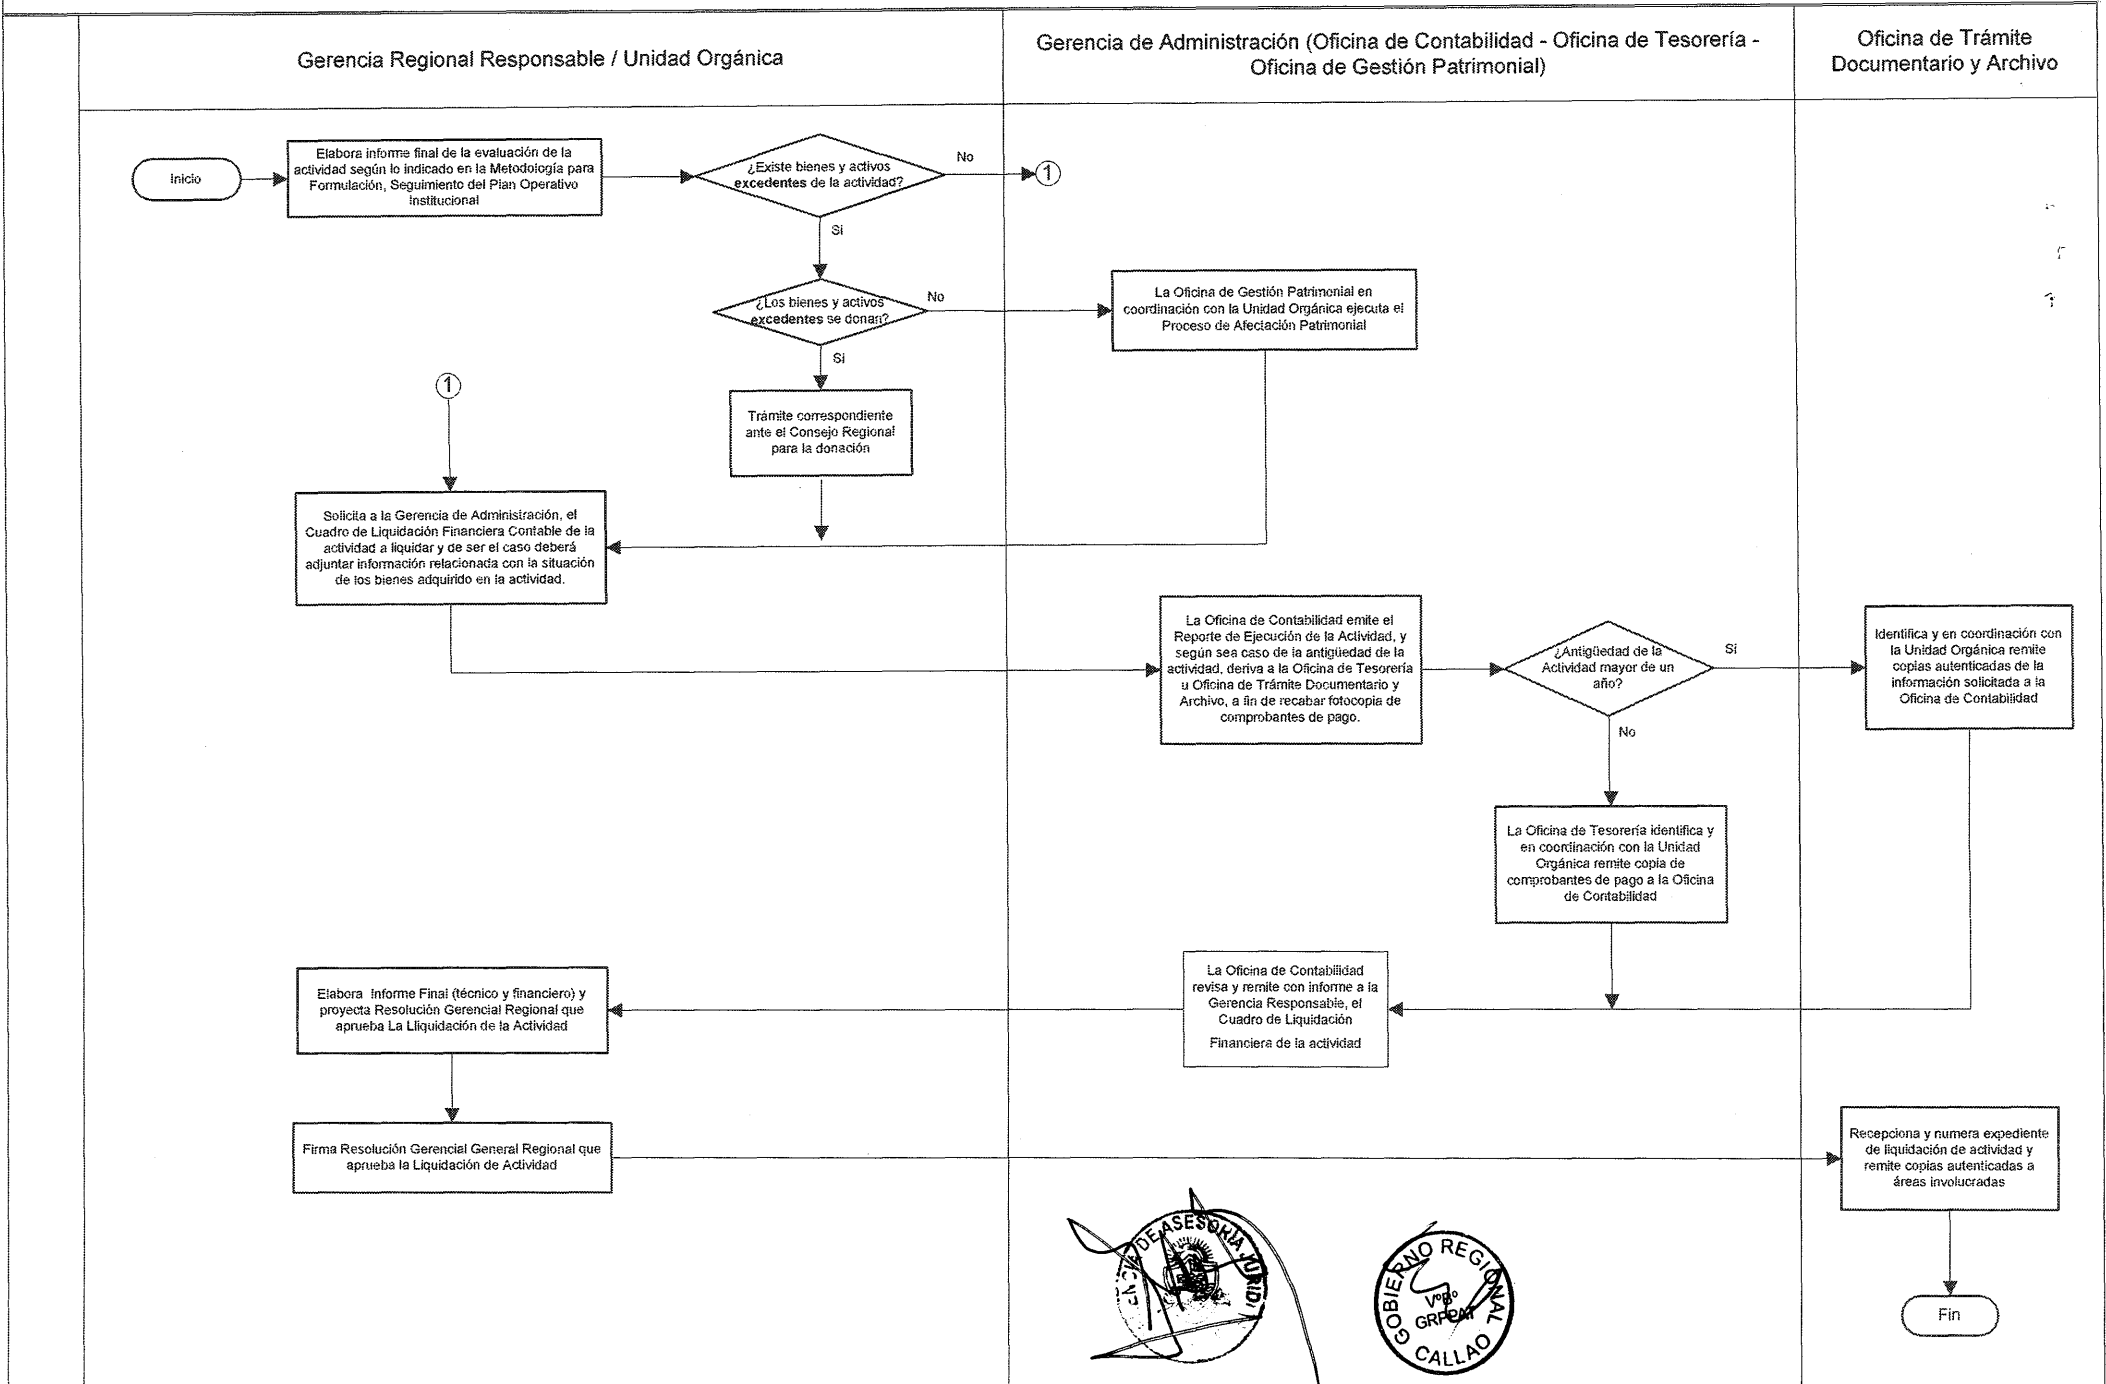 Gerencia Regional Responsable / Unidad Orgánica
Gerencia de Administración (Oficina de Contabilidad - Oficina de Tesorería -
Oficina de Gestión Patrimonial)
Oficina de Trámite
Documentario y Archivo
Inicio
Elabora informe final de la evaluación de la
actividad según lo indicado en la Metodología para
Formulación, Seguimiento del Plan Operativo
Institucional
¿Existe bienes y activos
excedentes de la actividad?
No
1
Si
¿Los bienes y activos
excedentes se donan?
No
La Oficina de Gestión Patrimonial en
coordinación con la Unidad Orgánica ejecuta el
Proceso de Afectación Patrimonial
Si
1
Trámite correspondiente
ante el Consejo Regional
para la donación
Solicita a la Gerencia de Administración, el
Cuadro de Liquidación Financiera Contable de la
actividad a liquidar y de ser el caso deberá
adjuntar información relacionada con la situación
de los bienes adquirido en la actividad.
La Oficina de Contabilidad emite el
Reporte de Ejecución de la Actividad, y
según sea caso de la antigüedad de la
actividad, deriva a la Oficina de Tesorería
u Oficina de Trámite Documentario y
Archivo, a fin de recabar fotocopia de
comprobantes de pago.
¿Antigüedad de la
Actividad mayor de un
año?
Si
Identifica y en coordinación con
la Unidad Orgánica remite
copias autenticadas de la
información solicitada a la
Oficina de Contabilidad
No
La Oficina de Tesorería identifica y
en coordinación con la Unidad
Orgánica remite copia de
comprobantes de pago a la Oficina
de Contabilidad
La Oficina de Contabilidad
revisa y remite con informe a la
Gerencia Responsable, el
Cuadro de Liquidación
Financiera de la actividad
Elabora Informe Final (técnico y financiero) y
proyecta Resolución Gerencial Regional que
aprueba La Lliquidación de la Actividad
Firma Resolución Gerencial General Regional que
aprueba la Liquidación de Actividad
Recepciona y numera expediente
de liquidación de actividad y
remite copias autenticadas a
áreas involucradas
DE ASESORIA JURIDI
GOBIERNO REGIONAL
V°B°
GRPPAT
CALLAO
Fin